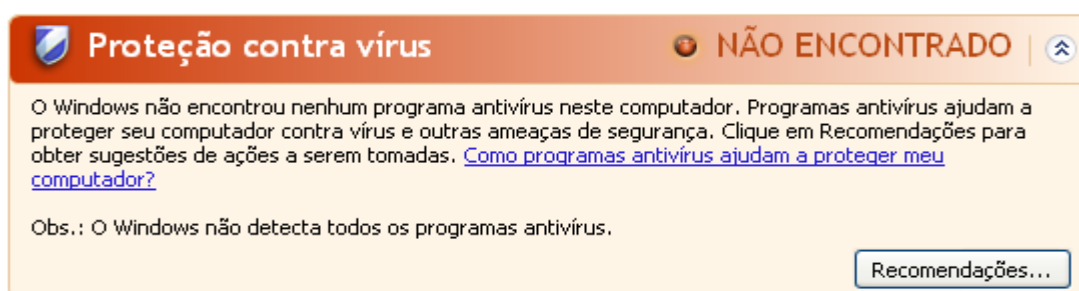 Proteção contra vírus NÃO ENCONTRADO
O Windows não encontrou nenhum programa antivírus neste computador. Programas antivírus ajudam a
proteger seu computador contra vírus e outras ameaças de segurança. Clique em Recomendações para
obter sugestões de ações a serem tomadas. Como programas antivírus ajudam a proteger meu
computador?
Obs.: O Windows não detecta todos os programas antivírus.
Recomendações...